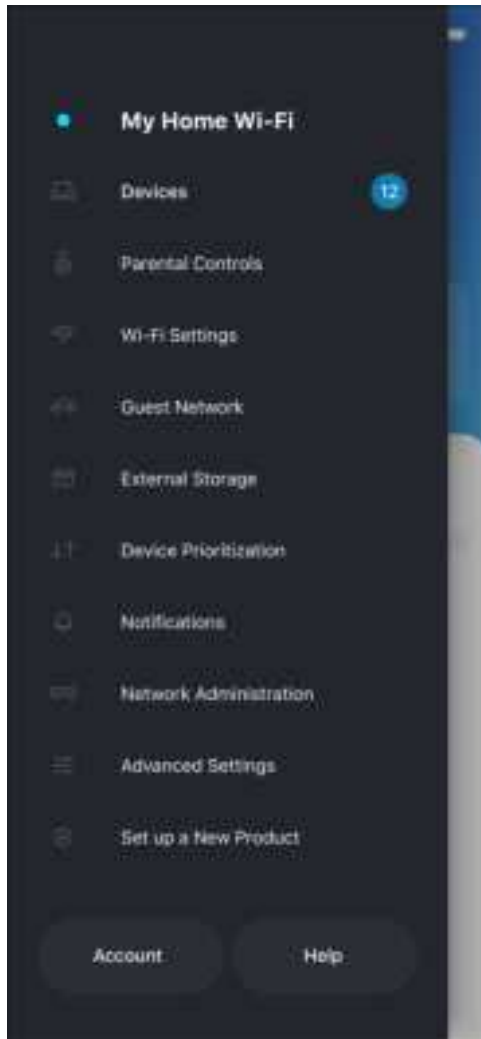 My Home Wi-Fi
Devices 12
Parental Controls
Wi-Fi Settings
Guest Network
External Storage
Device Prioritization
Notifications
Network Administration
Advanced Settings
Set up a New Product
Account Help